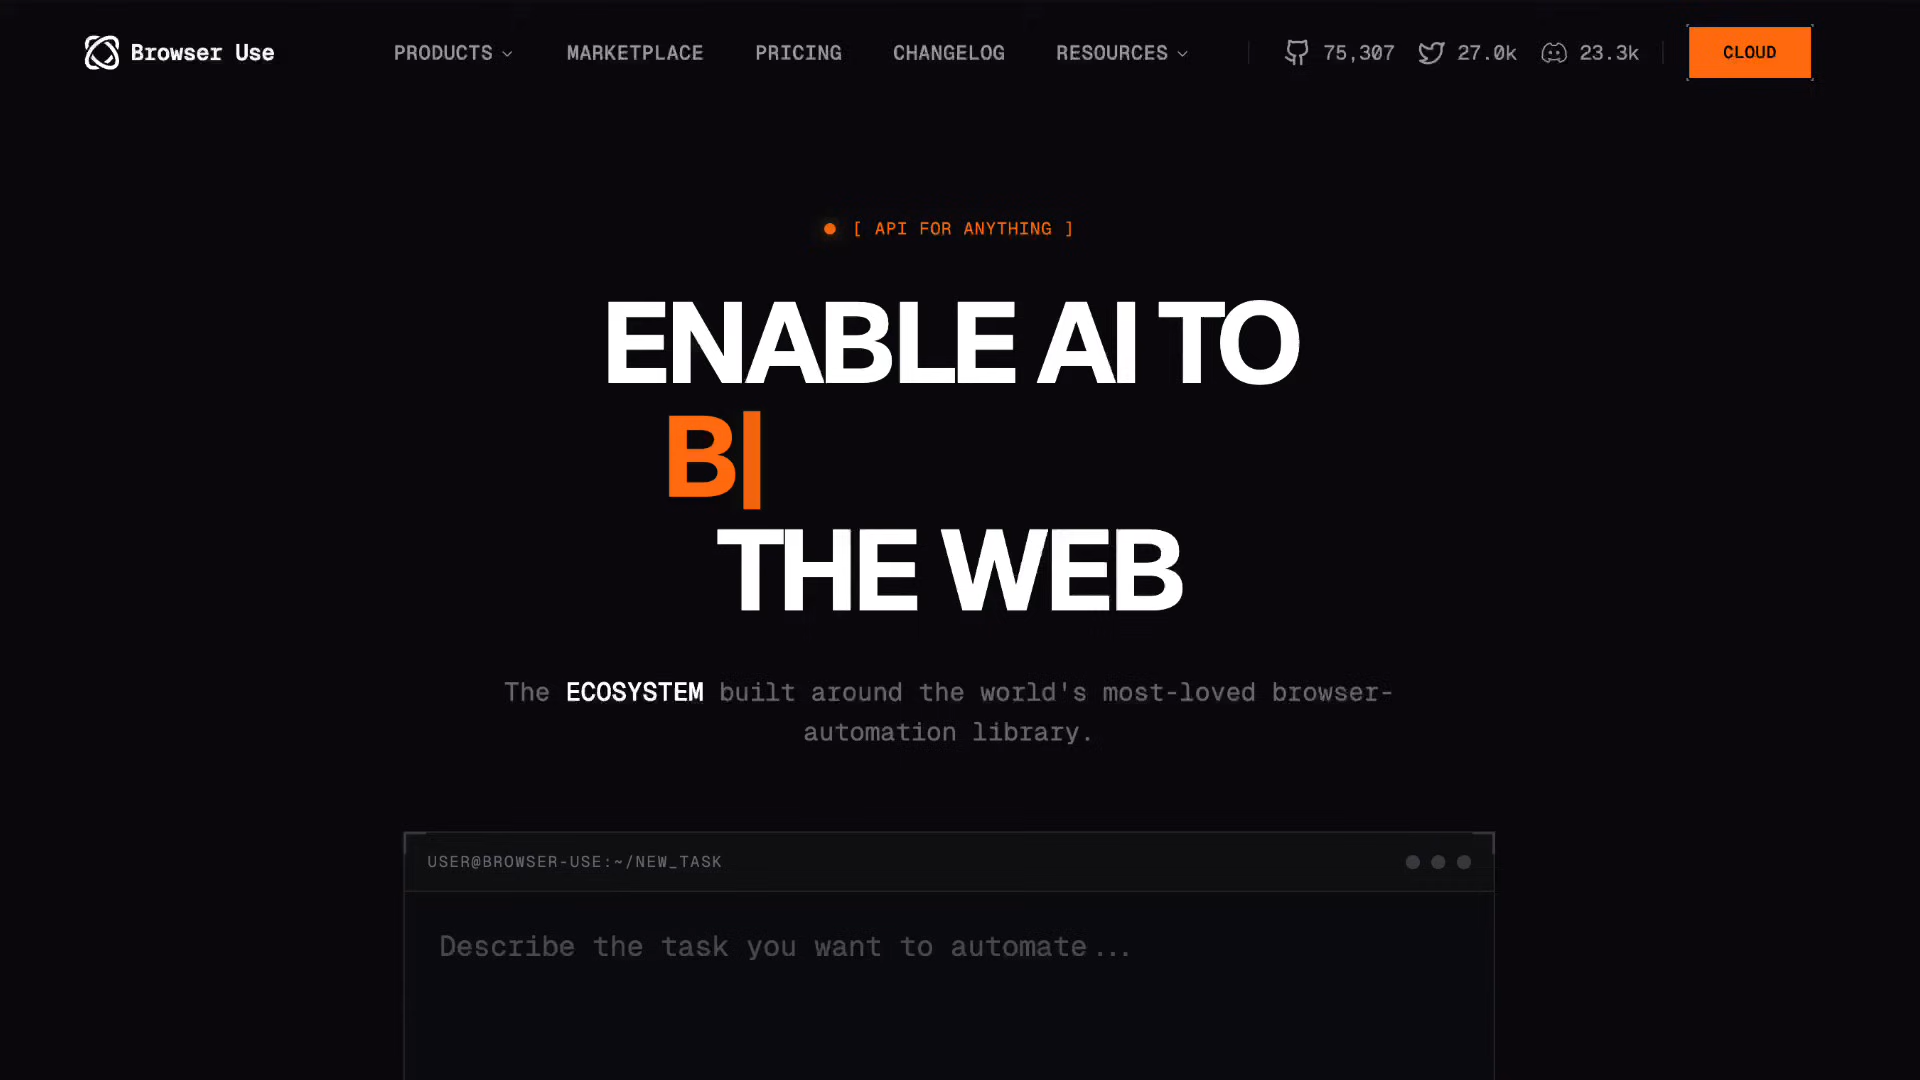 Browser Use
PRODUCTS
MARKETPLACE
PRICING
CHANGELOG
RESOURCES
75,307
27.0k
23.3k
CLOUD
[ API FOR ANYTHING ]
ENABLE AI TO
B|
THE WEB
The ECOSYSTEM built around the world's most-loved browser-
automation library.
USER@BROWSER-USE:~/NEW_TASK
Describe the task you want to automate...